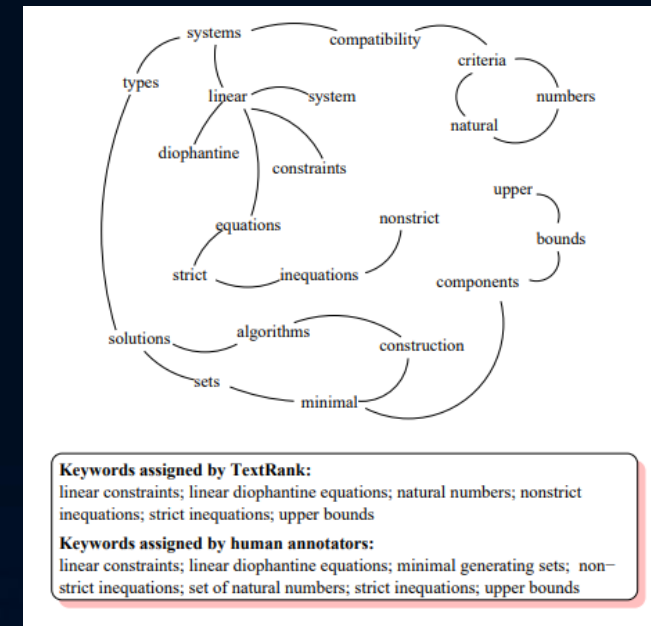 systems
compatibility
criteria
types
linear
system
numbers
natural
diophantine
constraints
upper
equations
nonstrict
bounds
strict
inequations
components
solutions
algorithms
construction
sets
minimal
Keywords assigned by TextRank:
linear constraints; linear diophantine equations; natural numbers; nonstrict
inequations; strict inequations; upper bounds
Keywords assigned by human annotators:
linear constraints; linear diophantine equations; minimal generating sets; non−
strict inequations; set of natural numbers; strict inequations; upper bounds